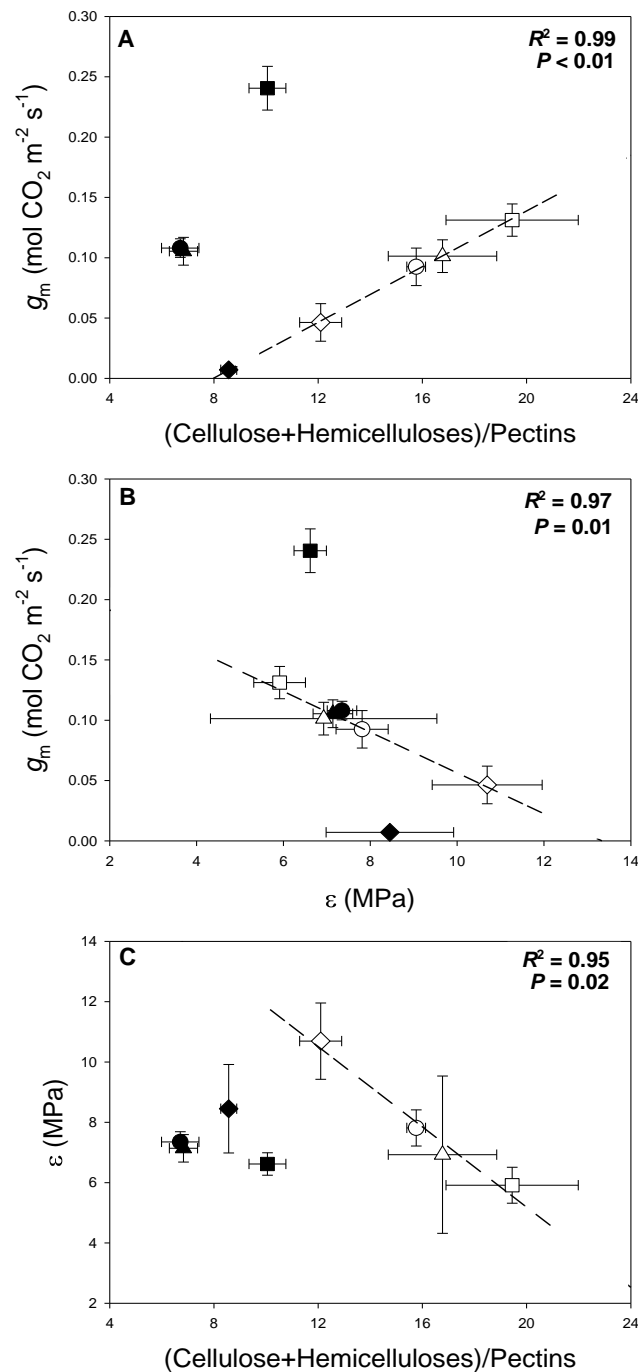 0.30
A
R² = 0.99
P < 0.01
0.25
0.20
0.15
0.10
0.05
0.00
gm (mol CO2 m-2 s-1)
4 8 12 16 20 24
(Cellulose+Hemicelluloses)/Pectins
0.30
B
R² = 0.97
P = 0.01
0.25
0.20
0.15
0.10
0.05
0.00
gm (mol CO2 m-2 s-1)
2 4 6 8 10 12 14
ε (MPa)
14
C
R² = 0.95
P = 0.02
12
10
8
6
4
2
ε (MPa)
4 8 12 16 20 24
(Cellulose+Hemicelluloses)/Pectins